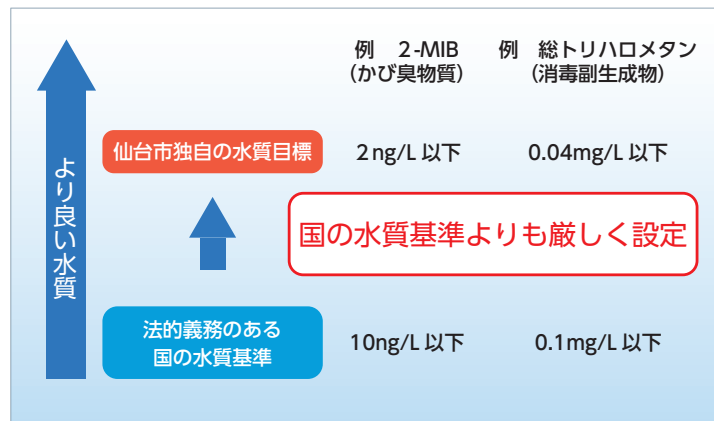 例　2-MIB
（かび臭物質）
例　総トリハロメタン
（消毒副生成物）
より良い水質
仙台市独自の水質目標
2ng/L 以下
0.04mg/L 以下
国の水質基準よりも厳しく設定
法的義務のある
国の水質基準
10ng/L 以下
0.1mg/L 以下